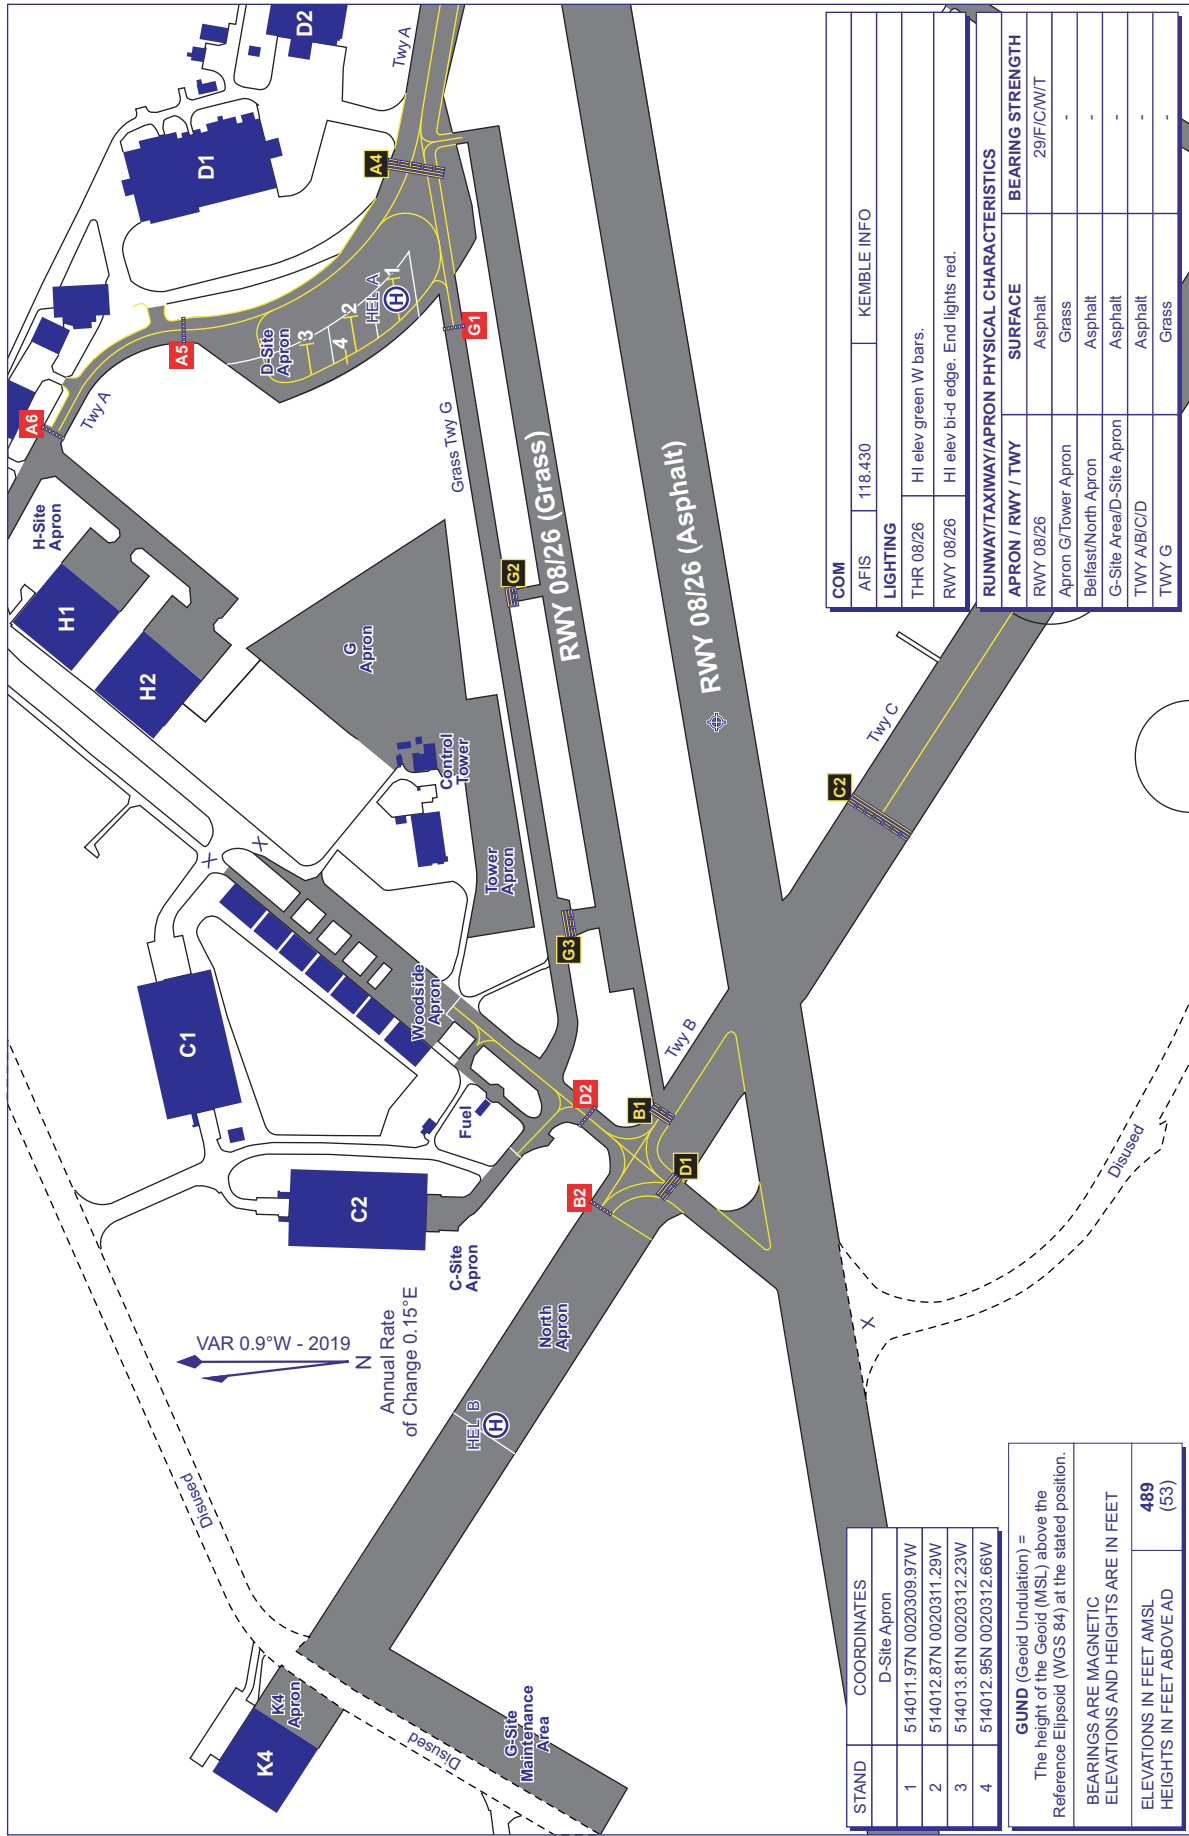 D2
Twy A
D1
A4
HEL A
H
1
2
3
4
D-Site
Apron
A5
G1
A6
Twy A
Grass Twy G
H-Site
Apron
H1
H2
G
Apron
G2
RWY 08/26 (Grass)
RWY 08/26 (Asphalt)
Control
Tower
Tower
Apron
G3
X
X
Woodside
Apron
C1
C2
Fuel
D2
B1
D1
B2
Twy B
Twy C
C2
C-Site
Apron
North
Apron
HEL B
H
VAR 0.9°W - 2019
N
Annual Rate
of Change 0.15°E
Disused
Disused
Disused
X
K4
K4
Apron
G-Site
Maintenance
Area
COM
AFIS 118.430 KEMBLE INFO
LIGHTING
THR 08/26 HI elev green W bars.
RWY 08/26 HI elev bi-d edge. End lights red.
RUNWAY/TAXIWAY/APRON PHYSICAL CHARACTERISTICS
APRON / RWY / TWY SURFACE BEARING STRENGTH
RWY 08/26 Asphalt 29/F/C/W/T
Apron G/Tower Apron Grass -
Belfast/North Apron Asphalt -
G-Site Area/D-Site Apron Asphalt -
TWY A/B/C/D Asphalt -
TWY G Grass -
STAND COORDINATES
D-Site Apron
1 514011.97N 0020309.97W
2 514012.87N 0020311.29W
3 514013.81N 0020312.23W
4 514012.95N 0020312.66W
GUND (Geoid Undulation) =
The height of the Geoid (MSL) above the
Reference Elipsoid (WGS 84) at the stated position.
BEARINGS ARE MAGNETIC
ELEVATIONS AND HEIGHTS ARE IN FEET
ELEVATIONS IN FEET AMSL 489
HEIGHTS IN FEET ABOVE AD (53)